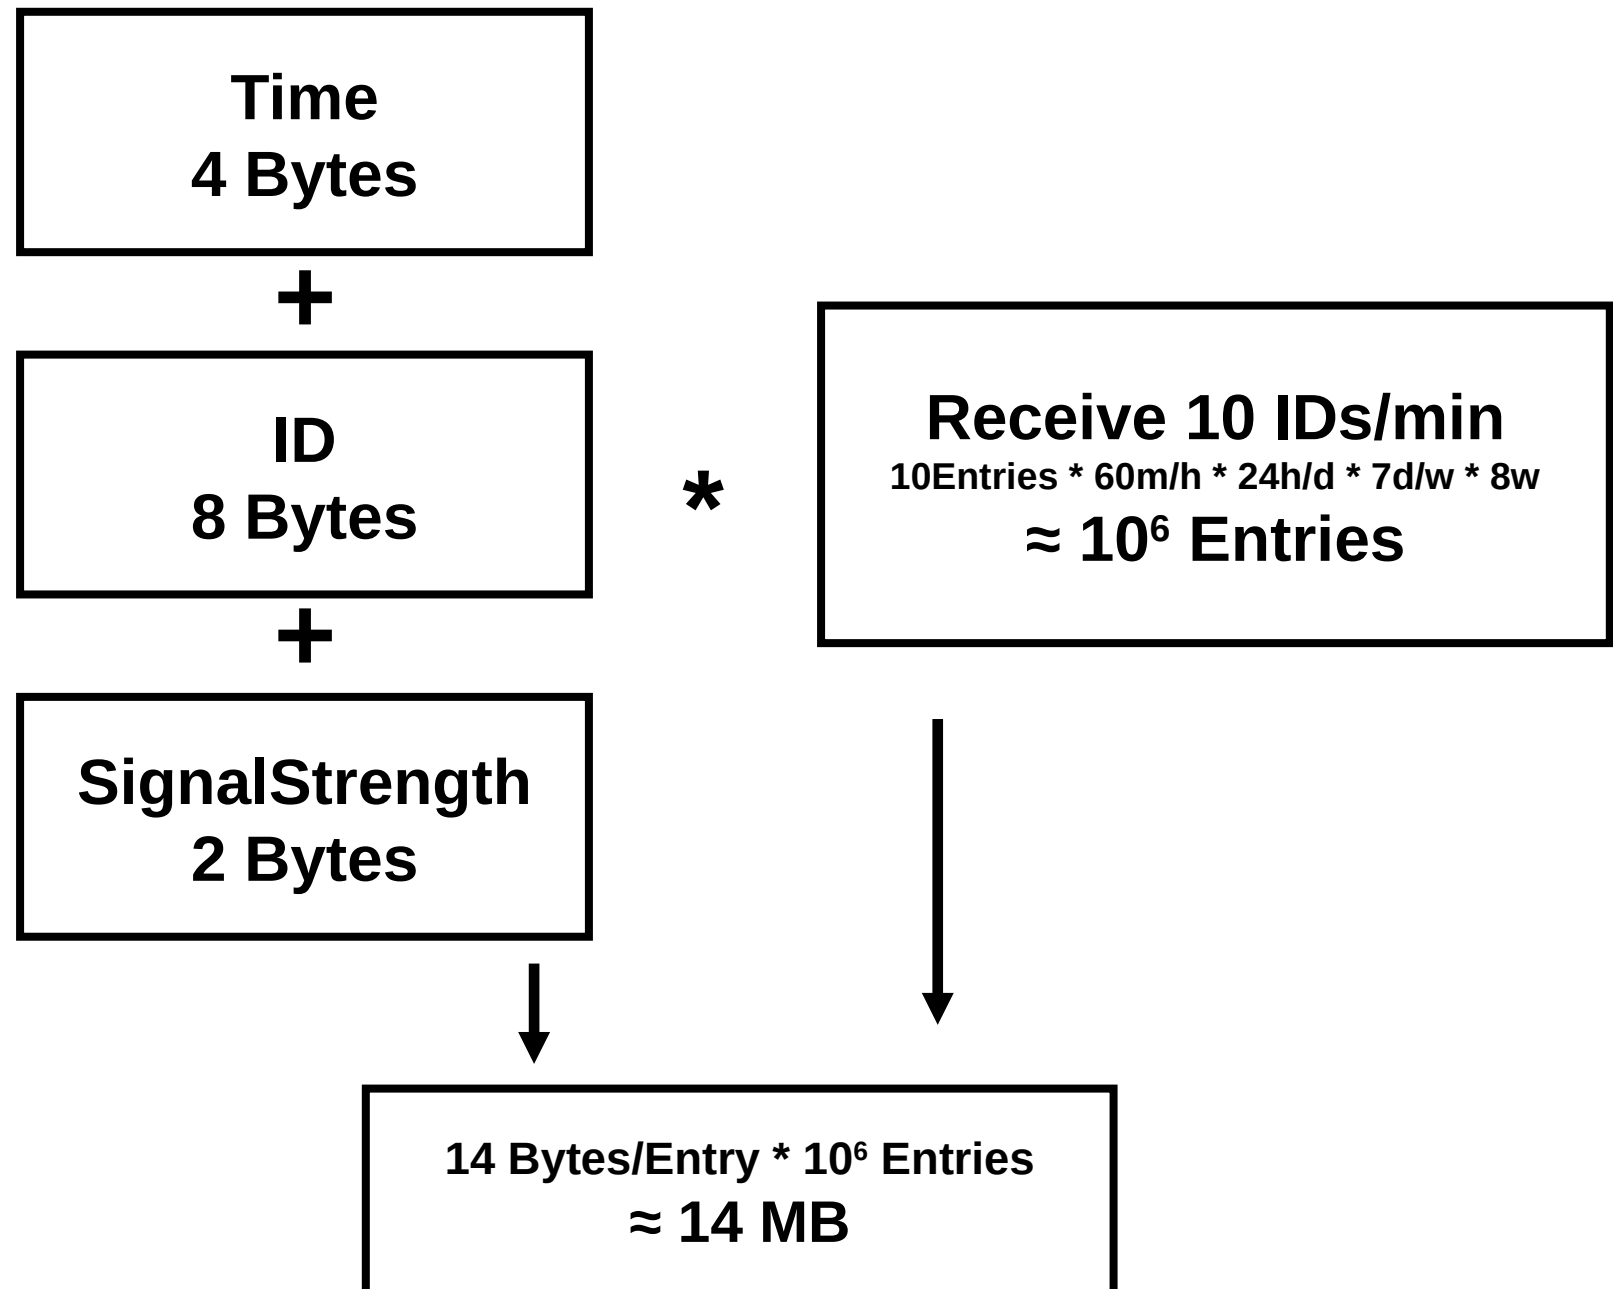 Time
4 Bytes
+
ID
8 Bytes
+
SignalStrength
2 Bytes
*
Receive 10 IDs/min
10Entries * 60m/h * 24h/d * 7d/w * 8w
≈ 10⁶ Entries
14 Bytes/Entry * 10⁶ Entries
≈ 14 MB